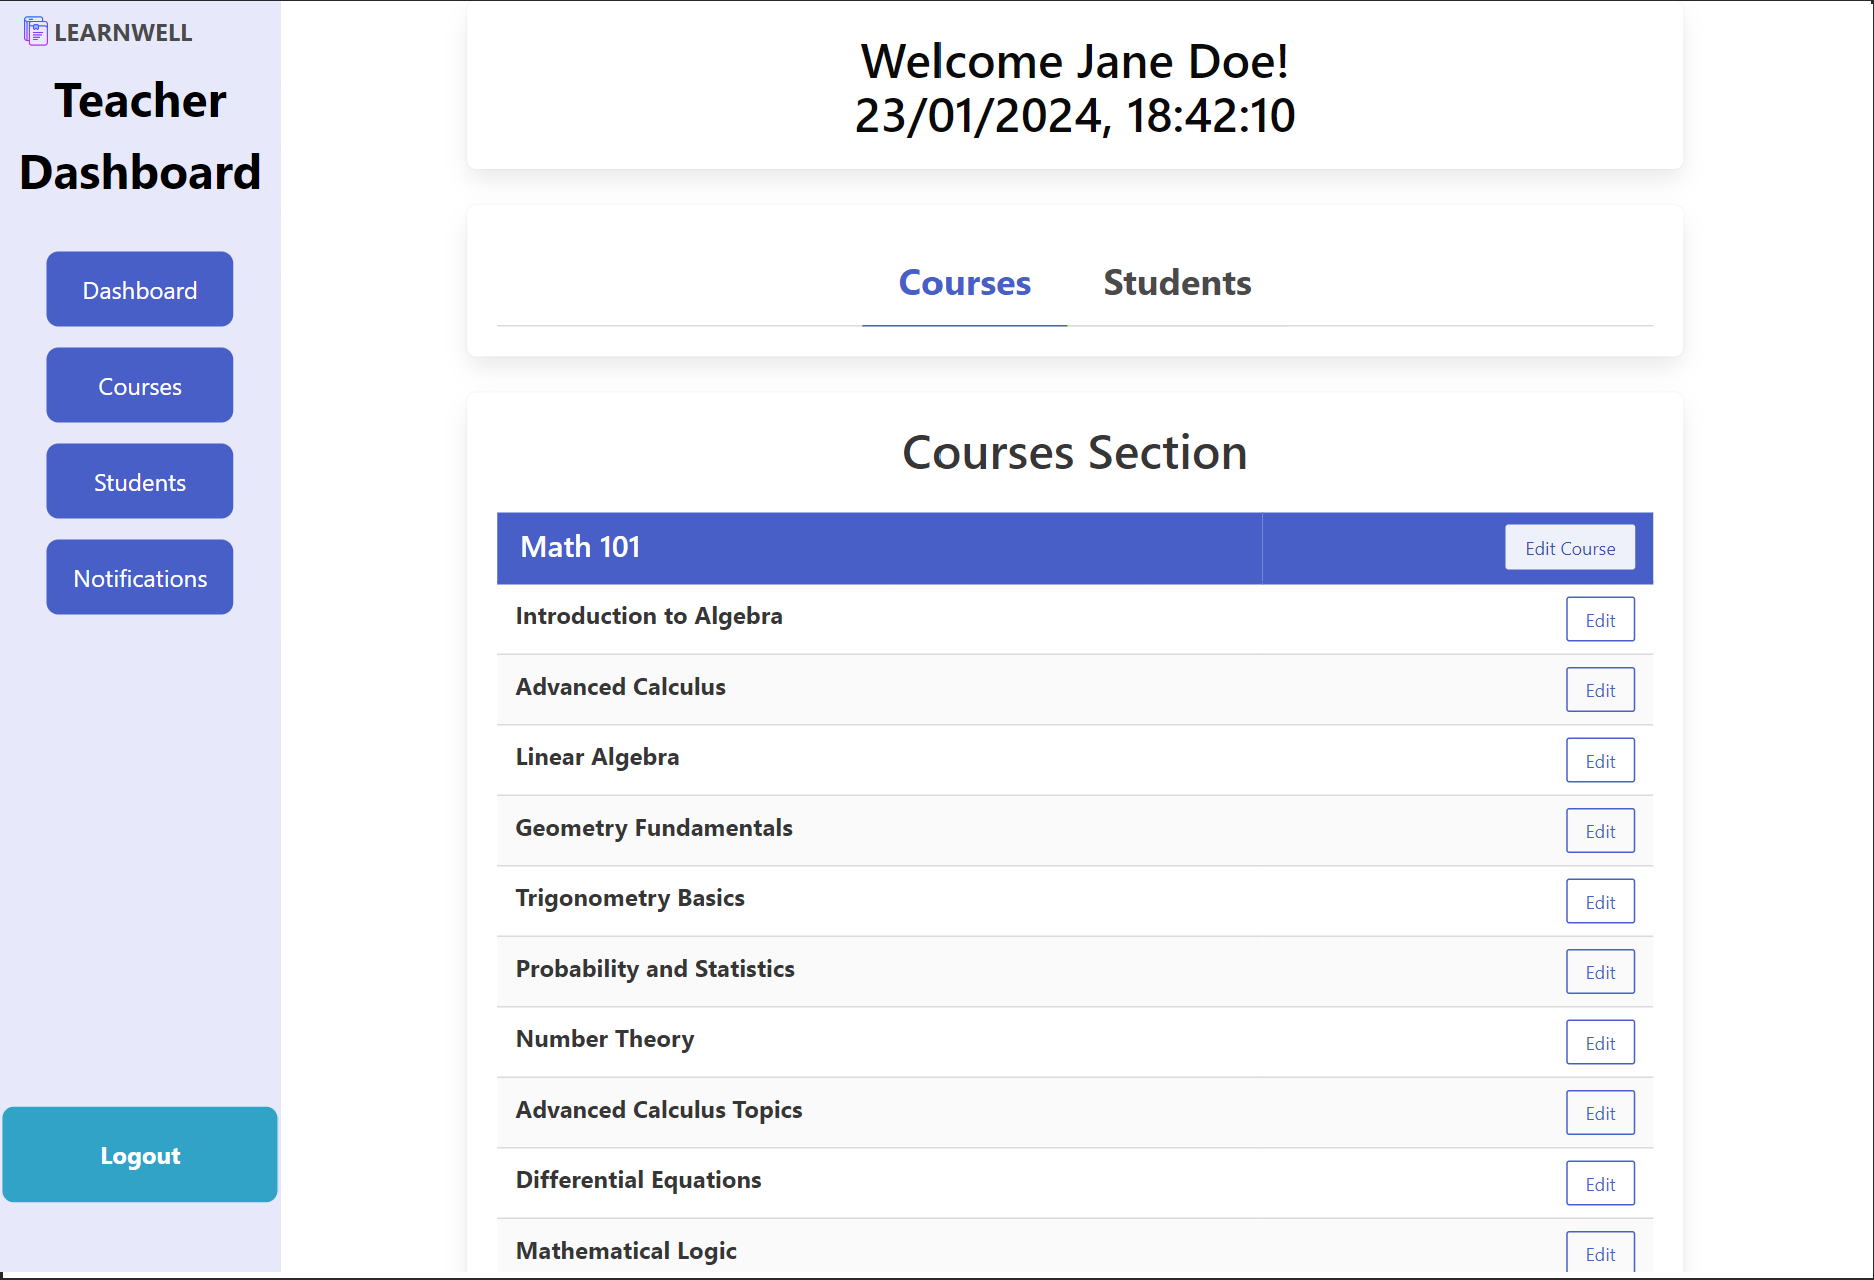 LEARNWELL
Teacher
Dashboard
Dashboard
Courses
Students
Notifications
Logout
Welcome Jane Doe!
23/01/2024, 18:42:10
Courses Students
Courses Section
Math 101 Edit Course
Introduction to Algebra Edit
Advanced Calculus Edit
Linear Algebra Edit
Geometry Fundamentals Edit
Trigonometry Basics Edit
Probability and Statistics Edit
Number Theory Edit
Advanced Calculus Topics Edit
Differential Equations Edit
Mathematical Logic Edit